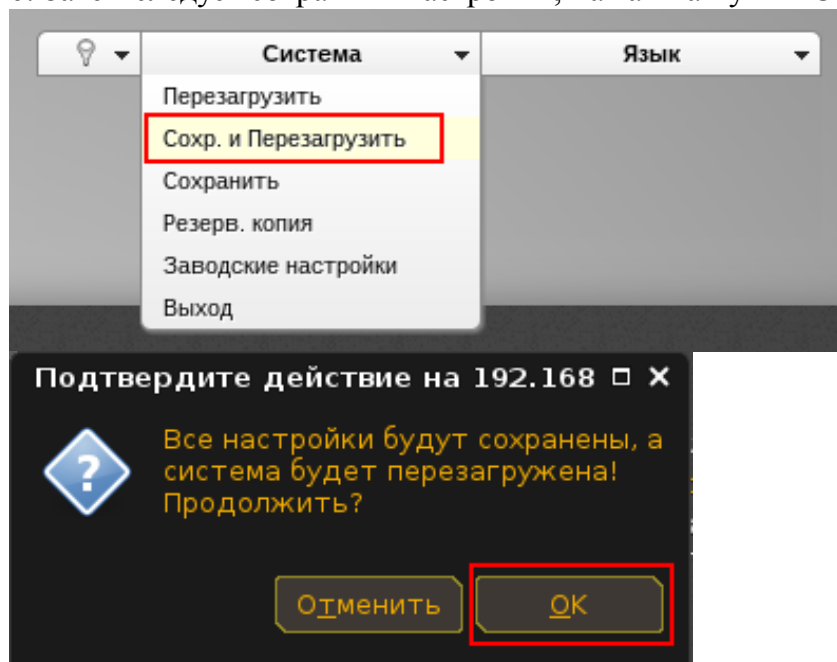 Система
Язык
Перезагрузить
Сохр. и Перезагрузить
Сохранить
Резерв. копия
Заводские настройки
Выход
Подтвердите действие на 192.168
Все настройки будут сохранены, а
система будет перезагружена!
Продолжить?
Отменить
OK